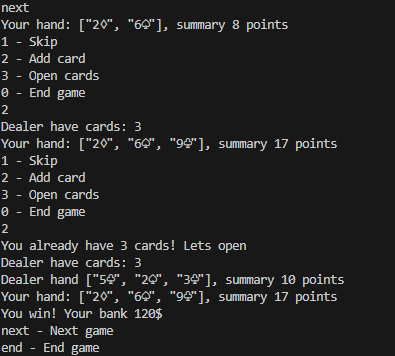 next
Your hand: ["2♢", "6♤"], summary 8 points
1 - Skip
2 - Add card
3 - Open cards
0 - End game
2
Dealer have cards: 3
Your hand: ["2♢", "6♤", "9♧"], summary 17 points
1 - Skip
2 - Add card
3 - Open cards
0 - End game
2
You already have 3 cards! Lets open
Dealer have cards: 3
Dealer hand ["5♧", "2♤", "3♧"], summary 10 points
Your hand: ["2♢", "6♤", "9♧"], summary 17 points
You win! Your bank 120$
next - Next game
end - End game